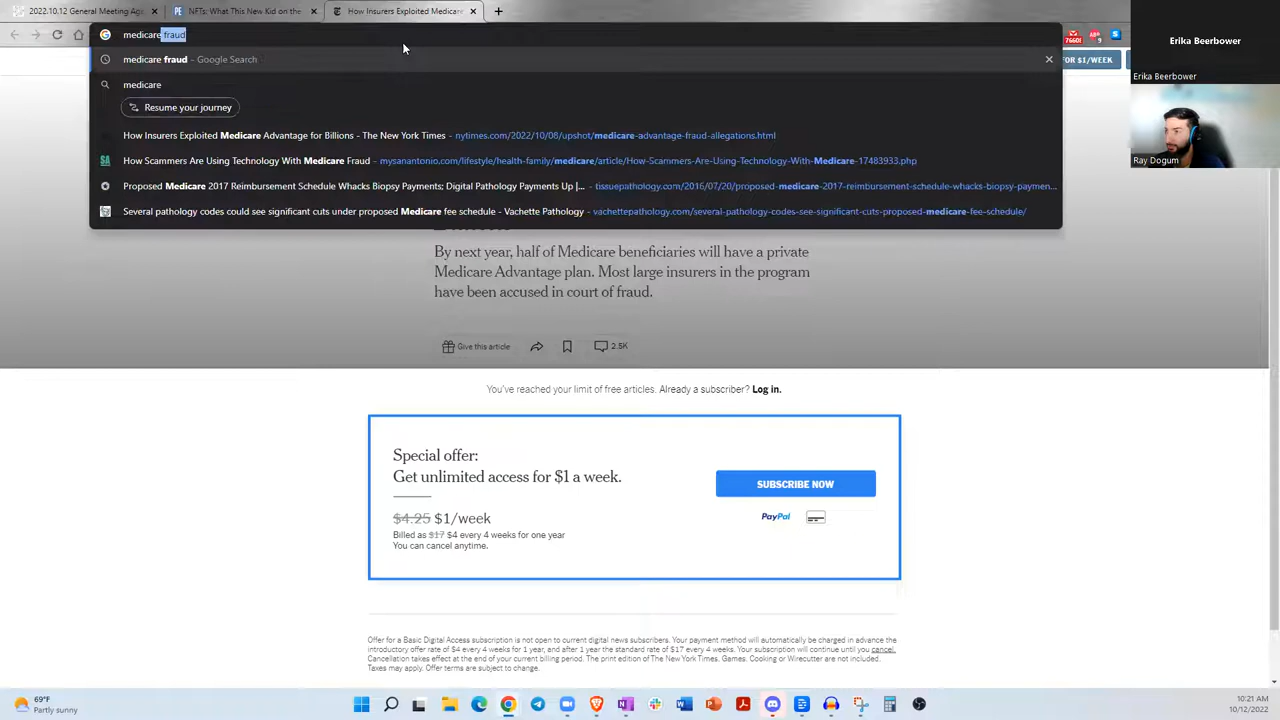 2022.10.12 General Meeting Age
NFTs: What This New Kid on the
How Insurers Exploited Medicare
medicare fraud
76608
9
medicare fraud - Google Search
FOR $1/WEEK
medicare
Resume your journey
How Insurers Exploited Medicare Advantage for Billions - The New York Times - nytimes.com/2022/10/08/upshot/medicare-advantage-fraud-allegations.html
How Scammers Are Using Technology With Medicare Fraud - mysanantonio.com/lifestyle/health-family/medicare/article/How-Scammers-Are-Using-Technology-With-Medicare-17483933.php
Proposed Medicare 2017 Reimbursement Schedule Whacks Biopsy Payments; Digital Pathology Payments Up |... - tissuepathology.com/2016/07/20/proposed-medicare-2017-reimbursement-schedule-whacks-biopsy-paymen...
Several pathology codes could see significant cuts under proposed Medicare fee schedule - Vachette Pathology - vachettepathology.com/several-pathology-codes-see-significant-cuts-proposed-medicare-fee-schedule/
Erika Beerbower
Erika Beerbower
Ray Dogum
By next year, half of Medicare beneficiaries will have a private
Medicare Advantage plan. Most large insurers in the program
have been accused in court of fraud.
Give this article
2.5K
You've reached your limit of free articles. Already a subscriber? Log in.
Special offer:
Get unlimited access for $1 a week.
$4.25 $1/week
Billed as $17 $4 every 4 weeks for one year
You can cancel anytime.
SUBSCRIBE NOW
PayPal
Offer for a Basic Digital Access subscription is not open to current digital news subscribers. Your payment method will automatically be charged in advance the
introductory offer rate of $4 every 4 weeks for 1 year, and after 1 year the standard rate of $17 every 4 weeks. Your subscription will continue until you cancel.
Cancellation takes effect at the end of your current billing period. The print edition of The New York Times, Games, Cooking or Wirecutter are not included.
Taxes may apply. Offer terms are subject to change.
69°F
Partly sunny
10:21 AM
10/12/2022